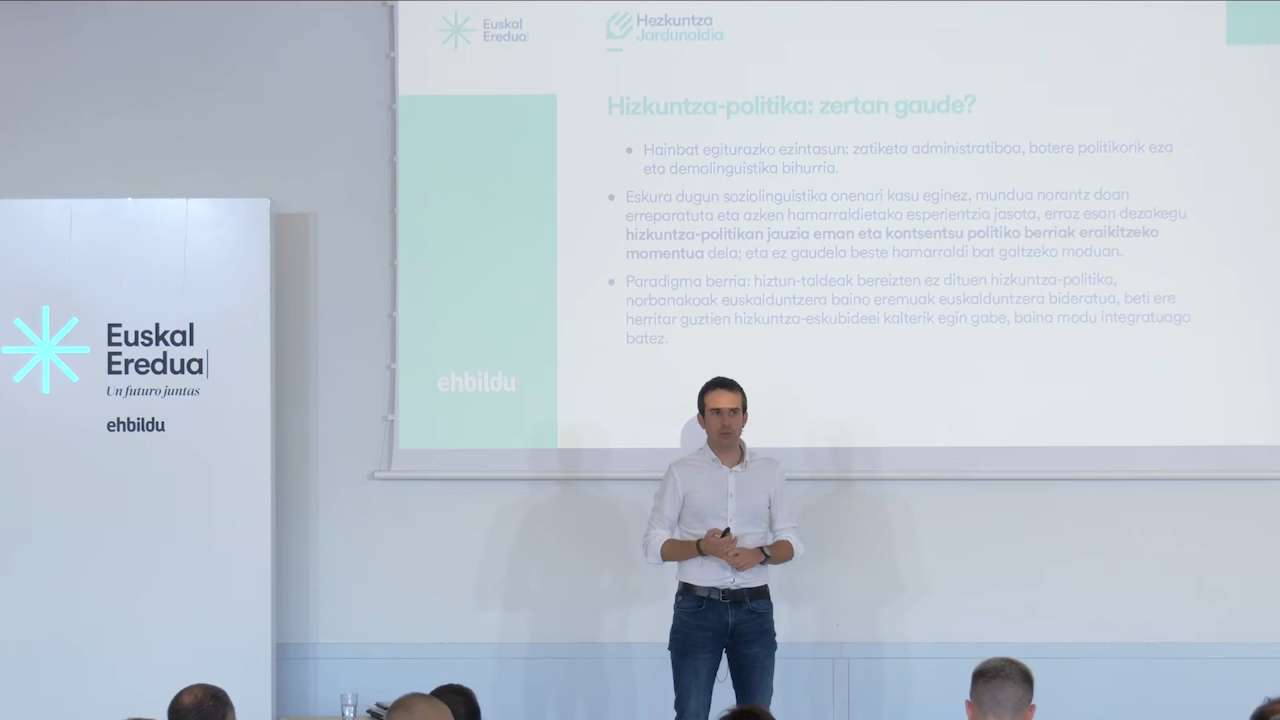 Euskal
Eredua
Hezkuntza
Jardunaldia
Hizkuntza-politika: zertan gaude?
Hainbat egiturazko ezintasun: zatiketa administratiboa, botere politikorik eza
eta demolinguistika bihurria.
Eskura dugun soziolinguistika onenari kasu eginez, mundua norantz doan
erreparatuta eta azken hamarraldietako esperientzia jasota, erraz esan dezakegu
hizkuntza-politikan jauzia eman eta kontsentsu politiko berriak eraikitzeko
momentua dela; eta ez gaudela beste hamarraldi bat galtzeko moduan.
Paradigma berria: hiztun-taldeak bereizten ez dituen hizkuntza-politika,
norbanakoak euskalduntzera baino eremuak euskalduntzera bideratua, beti ere
herritar guztien hizkuntza-eskubideei kalterik egin gabe, baina modu integratuago
batez.
ehbildu
Euskal
Eredua
Un futuro juntas
ehbildu